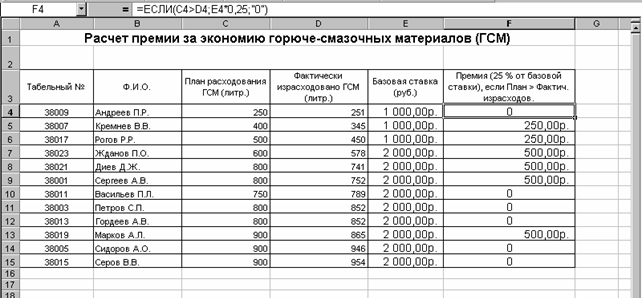 F4 =ЕСЛИ(C4>D4;E4*0,25;"0")
A B C D E F G H
1 Расчет премии за экономию горюче-смазочных материалов (ГСМ)
2
3 Табельный № Ф.И.О. План расходования ГСМ (литр.) Фактически израсходовано ГСМ (литр.) Базовая ставка (руб.) Премия (25 % от базовой ставки), если План > Фактич. израсходов.
4 38009 Андреев П.Р. 250 251 1 000,00р. 0
5 38007 Кремнев В.В. 400 345 1 000,00р. 250,00р.
6 38017 Рогов Р.Р. 500 450 1 000,00р. 250,00р.
7 38023 Жданов П.О. 600 578 2 000,00р. 500,00р.
8 38021 Диев Д.Ж. 800 741 2 000,00р. 500,00р.
9 38001 Сергеев А.В. 800 752 2 000,00р. 500,00р.
10 38011 Васильев П.Л. 750 789 2 000,00р. 0
11 38003 Петров С.Л. 800 852 2 000,00р. 0
12 38013 Гордеев А.В. 800 852 2 000,00р. 0
13 38019 Марков А.Л. 900 865 2 000,00р. 500,00р.
14 38005 Сидоров А.О. 900 946 2 000,00р. 0
15 38015 Серов В.В. 900 954 2 000,00р. 0
16
17
18